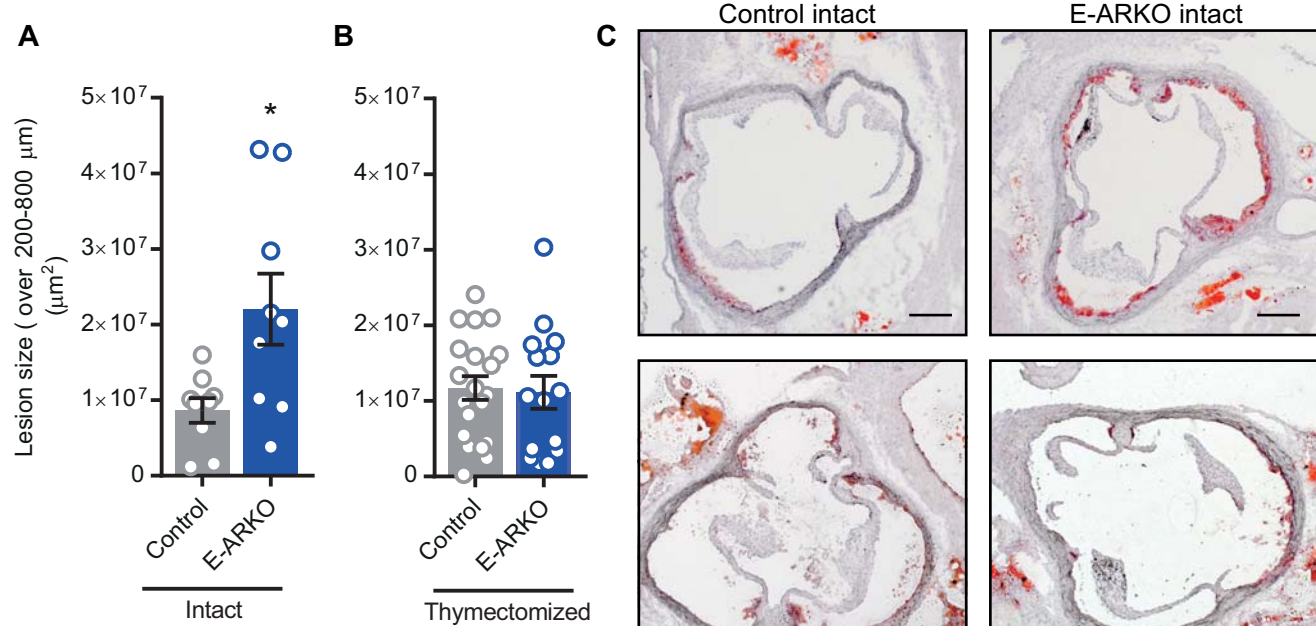 A
B
C
Control intact
E-ARKO intact
Lesion size ( over 200-800 μm)
(μm²)
5× 10⁷
4× 10⁷
3× 10⁷
2× 10⁷
1× 10⁷
0
*
Control
E-ARKO
Intact
5× 10⁷
4× 10⁷
3× 10⁷
2× 10⁷
1× 10⁷
0
Control
E-ARKO
Thymectomized